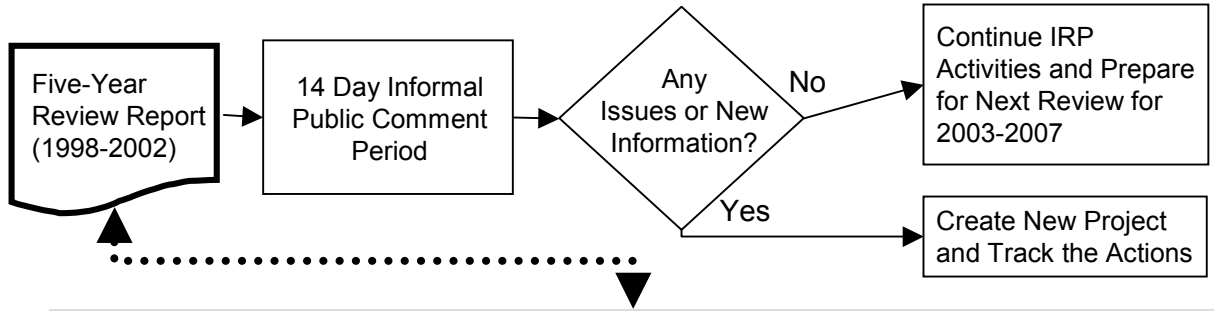 Five-Year
Review Report
(1998-2002)
14 Day Informal
Public Comment
Period
Any
Issues or New
Information?
No
Continue IRP
Activities and Prepare
for Next Review for
2003-2007
Yes
Create New Project
and Track the Actions